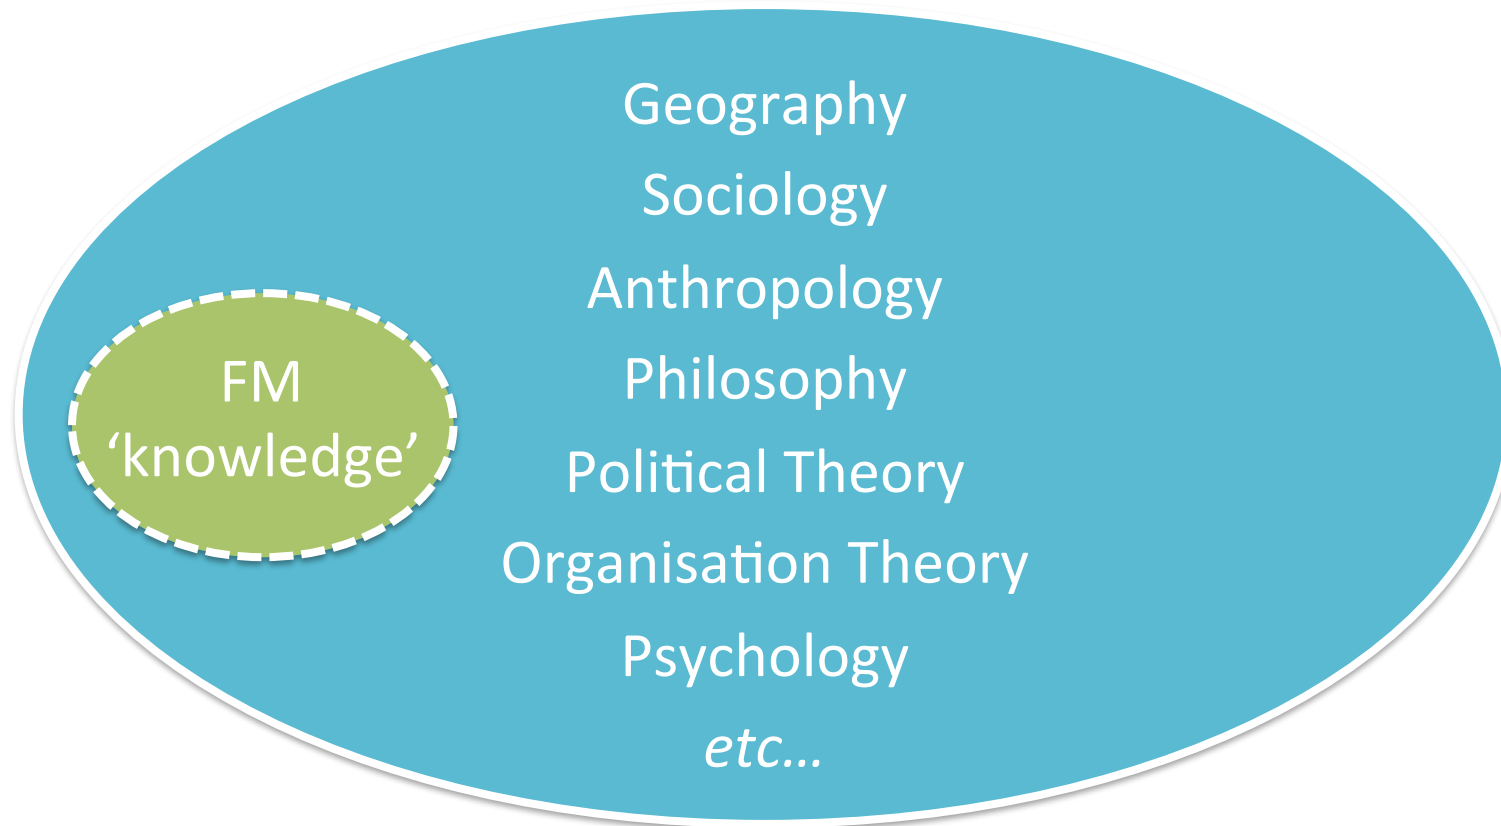 Geography
Sociology
Anthropology
FM
‘knowledge’
Philosophy
Political Theory
Organisation Theory
Psychology
etc…